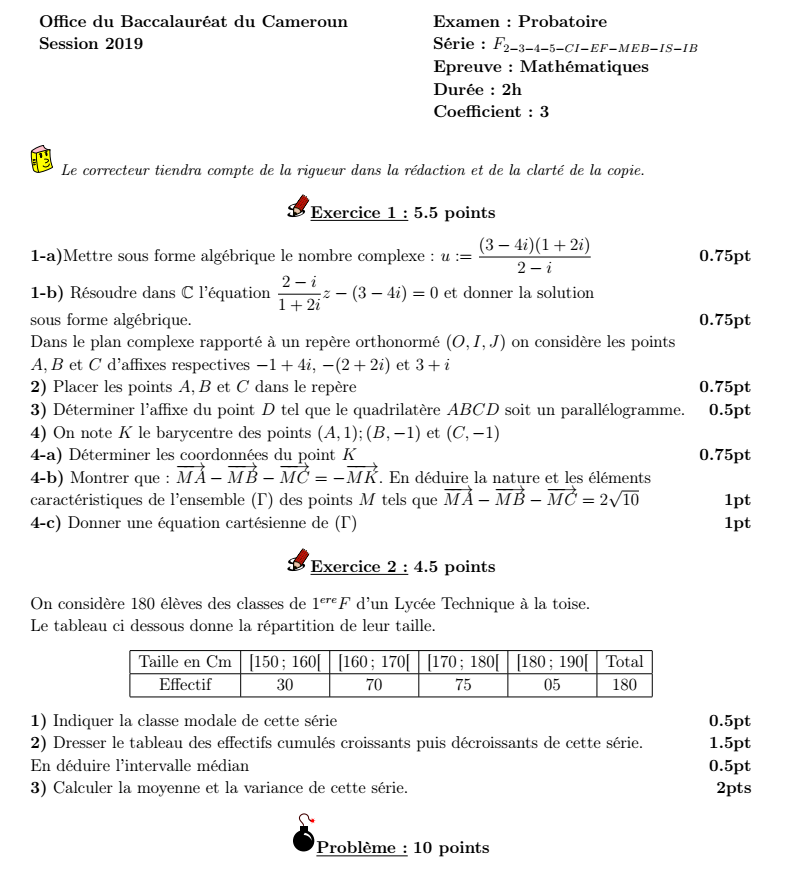 Office du Baccalauréat du Cameroun
Session 2019
Examen : Probatoire
Série : F₂₋₃₋₄₋₅₋CI₋EF₋MEB₋IS₋IB
Epreuve : Mathématiques
Durée : 2h
Coefficient : 3
Le correcteur tiendra compte de la rigueur dans la rédaction et de la clarté de la copie.
Exercice 1 : 5.5 points
1-a)Mettre sous forme algébrique le nombre complexe : u := \frac{(3 − 4i)(1 + 2i)}{2 − i} 0.75pt
1-b) Résoudre dans ℂ l'équation \frac{2 − i}{1 + 2i}z − (3 − 4i) = 0 et donner la solution
sous forme algébrique. 0.75pt
Dans le plan complexe rapporté à un repère orthonormé (O, I, J) on considère les points
A, B et C d'affixes respectives −1 + 4i, −(2 + 2i) et 3 + i
2) Placer les points A, B et C dans le repère 0.75pt
3) Déterminer l'affixe du point D tel que le quadrilatère ABCD soit un parallélogramme. 0.5pt
4) On note K le barycentre des points (A, 1); (B, −1) et (C, −1)
4-a) Déterminer les coordonnées du point K 0.75pt
4-b) Montrer que : \overrightarrow{MA} − \overrightarrow{MB} − \overrightarrow{MC} = −\overrightarrow{MK}. En déduire la nature et les éléments
caractéristiques de l'ensemble (Γ) des points M tels que \overrightarrow{MA} − \overrightarrow{MB} − \overrightarrow{MC} = 2√10 1pt
4-c) Donner une équation cartésienne de (Γ) 1pt
Exercice 2 : 4.5 points
On considère 180 élèves des classes de 1^{ere}F d'un Lycée Technique à la toise.
Le tableau ci dessous donne la répartition de leur taille.
Taille en Cm [150 ; 160[ [160 ; 170[ [170 ; 180[ [180 ; 190[ Total
Effectif 30 70 75 05 180
1) Indiquer la classe modale de cette série 0.5pt
2) Dresser le tableau des effectifs cumulés croissants puis décroissants de cette série. 1.5pt
En déduire l'intervalle médian 0.5pt
3) Calculer la moyenne et la variance de cette série. 2pts
Problème : 10 points